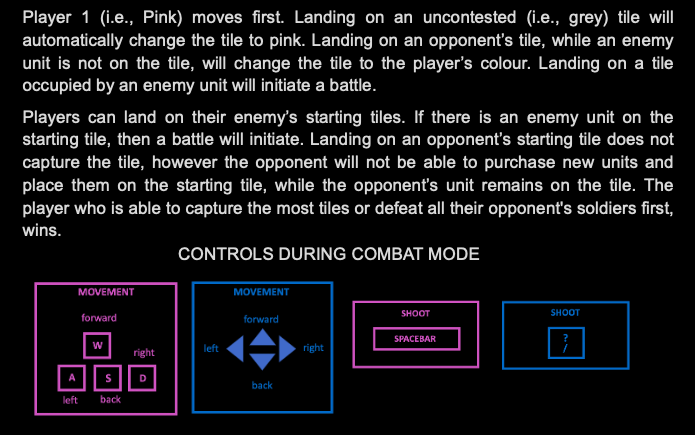 Player 1 (i.e., Pink) moves first. Landing on an uncontested (i.e., grey) tile will
automatically change the tile to pink. Landing on an opponent’s tile, while an enemy
unit is not on the tile, will change the tile to the player’s colour. Landing on a tile
occupied by an enemy unit will initiate a battle.
Players can land on their enemy’s starting tiles. If there is an enemy unit on the
starting tile, then a battle will initiate. Landing on an opponent’s starting tile does not
capture the tile, however the opponent will not be able to purchase new units and
place them on the starting tile, while the opponent's unit remains on the tile. The
player who is able to capture the most tiles or defeat all their opponent's soldiers first,
wins.
CONTROLS DURING COMBAT MODE
MOVEMENT
forward
W
right
A S D
left back
MOVEMENT
forward
left right
back
SHOOT
SPACEBAR
SHOOT
?
/